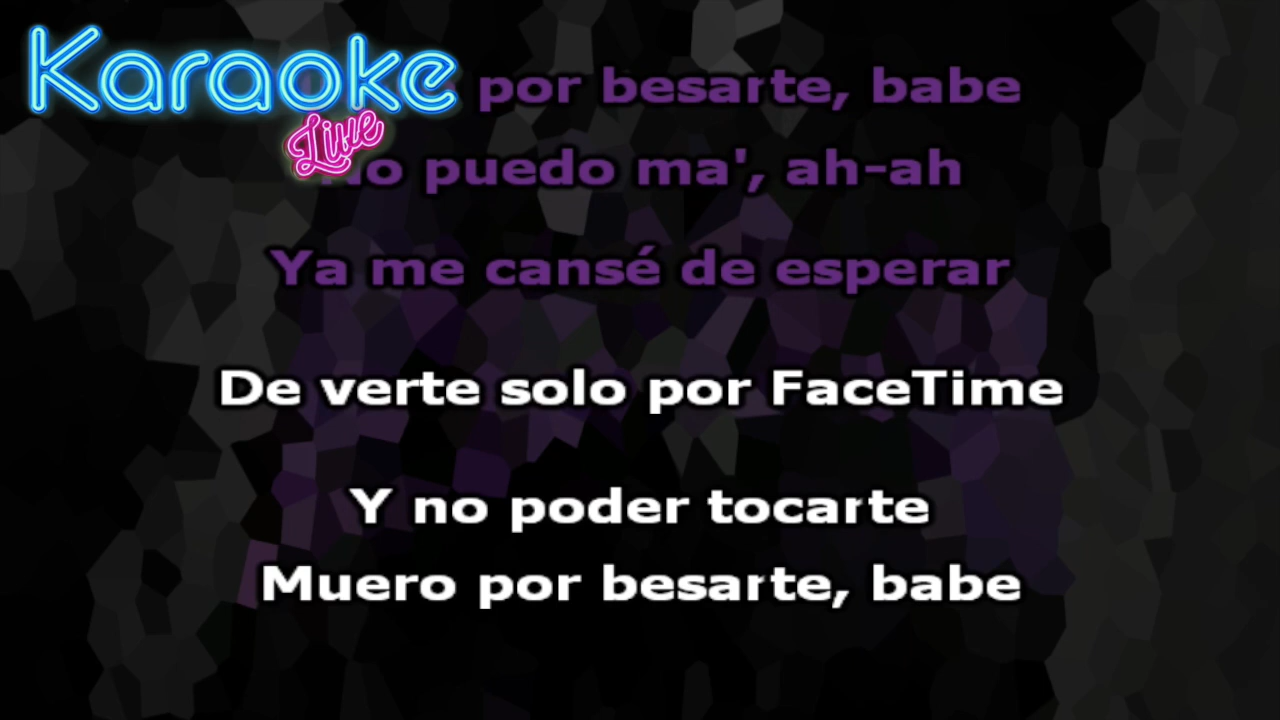 Karaoke
Live
por besarte, babe
No puedo ma', ah-ah
Ya me cansé de esperar
De verte solo por FaceTime
Y no poder tocarte
Muero por besarte, babe